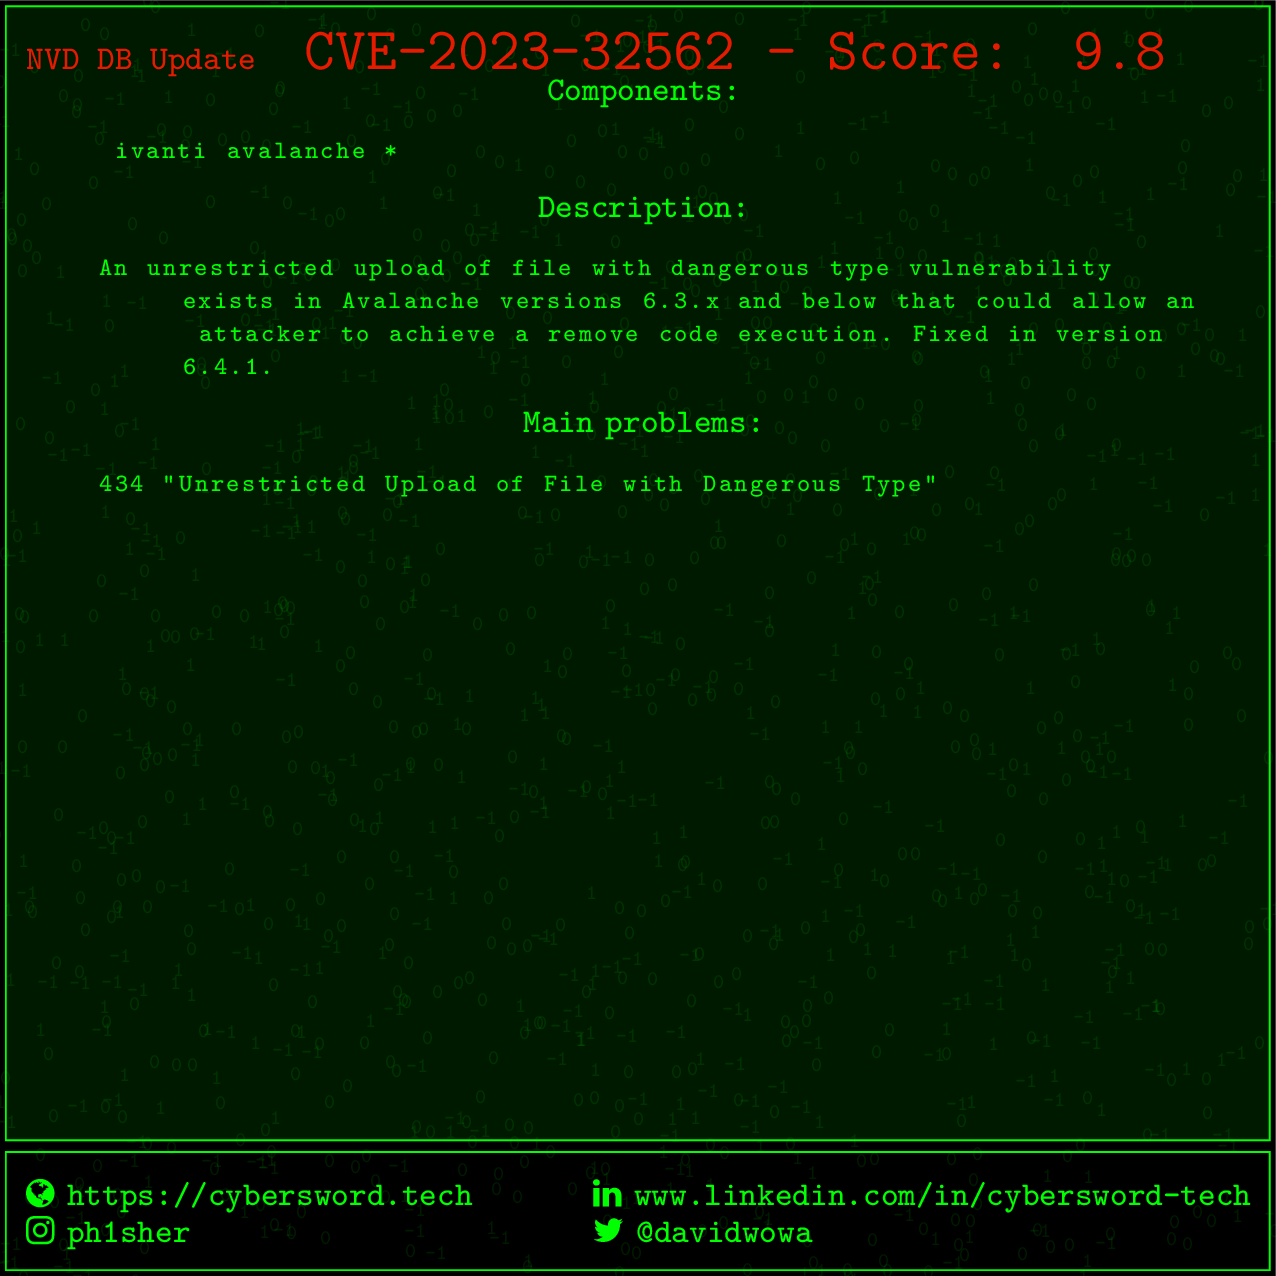 NVD DB Update CVE-2023-32562 - Score: 9.8
Components:
ivanti avalanche *
Description:
An unrestricted upload of file with dangerous type vulnerability
exists in Avalanche versions 6.3.x and below that could allow an
attacker to achieve a remove code execution. Fixed in version
6.4.1.
Main problems:
434 "Unrestricted Upload of File with Dangerous Type"
https://cybersword.tech
www.linkedin.com/in/cybersword-tech
ph1sher
@davidwowa